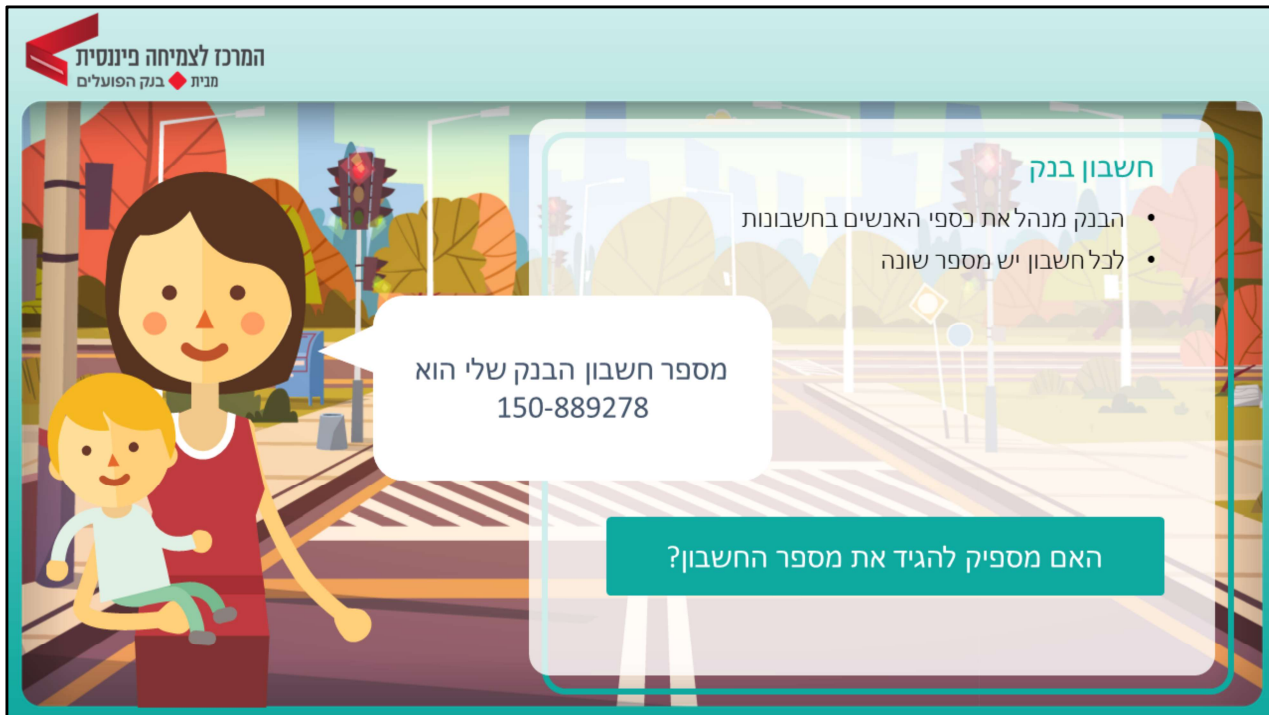 המרכז לצמיחה פיננסית
מבית בנק הפועלים
חשבון בנק
• הבנק מנהל את כספי האנשים בחשבונות
• לכל חשבון יש מספר שונה
מספר חשבון הבנק שלי הוא
150-889278
האם מספיק להגיד את מספר החשבון?